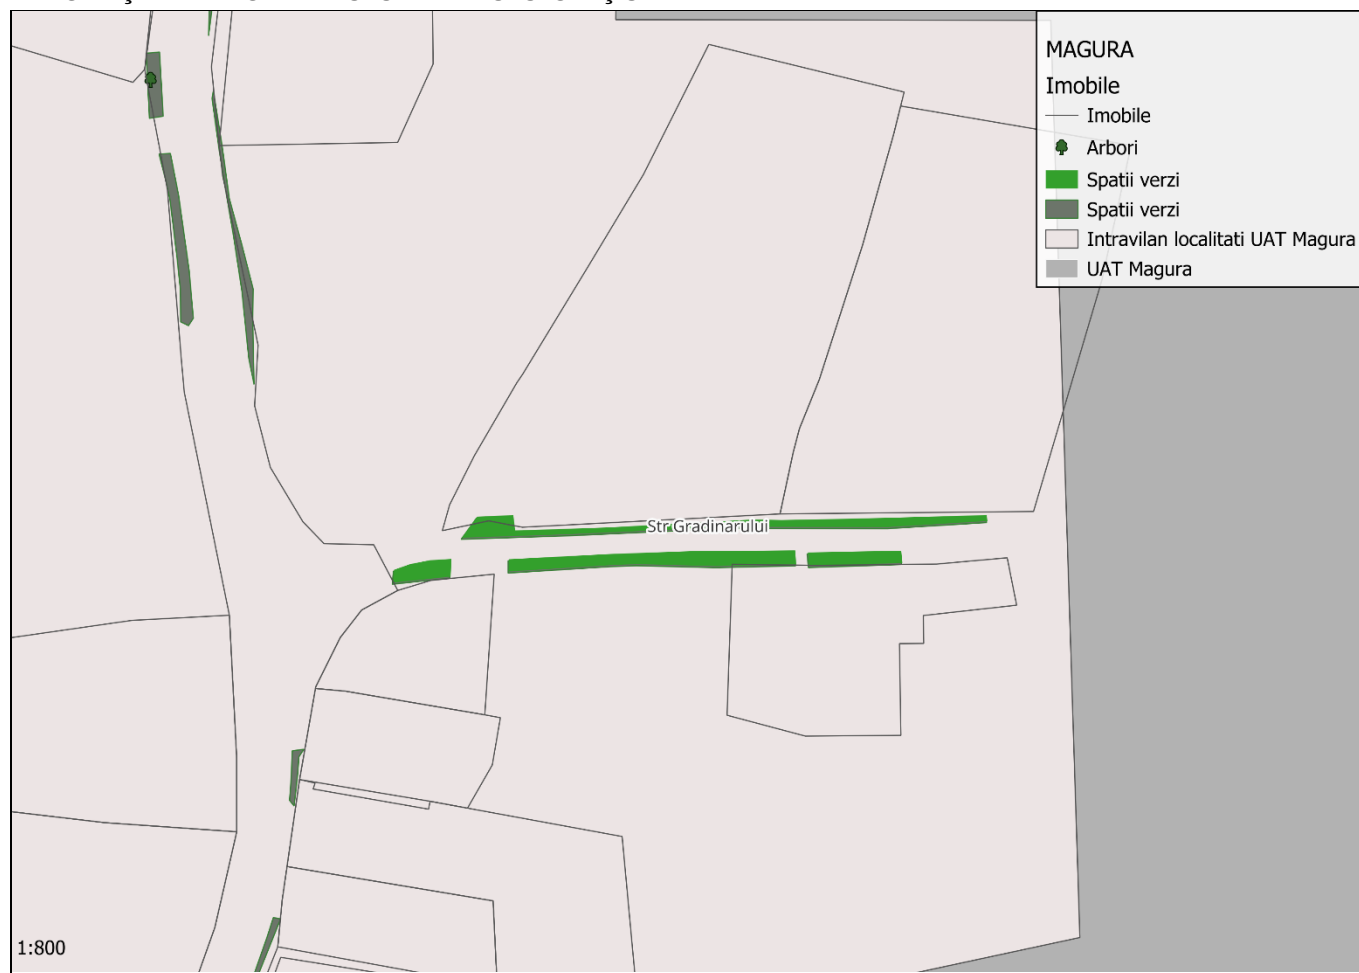 MAGURA
Imobile
Imobile
Arbori
Spatii verzi
Spatii verzi
Intravilan localitati UAT Magura
UAT Magura
Str Gradinarului
1:800